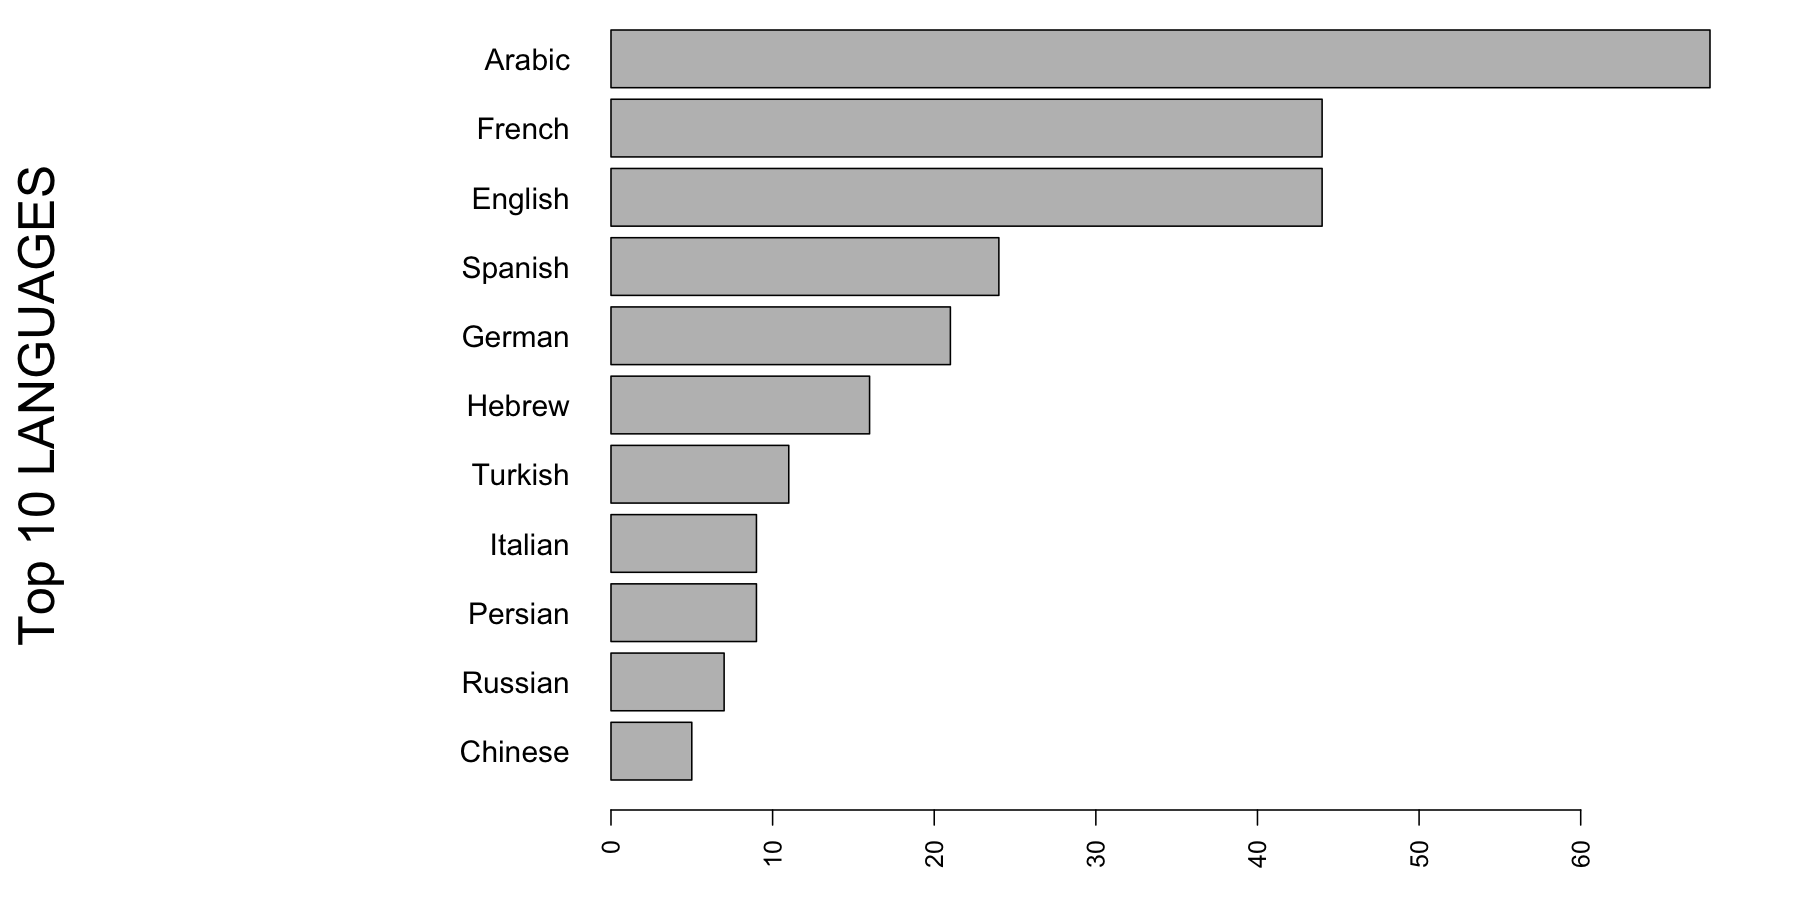 Top 10 LANGUAGES
Arabic
French
English
Spanish
German
Hebrew
Turkish
Italian
Persian
Russian
Chinese
0 10 20 30 40 50 60